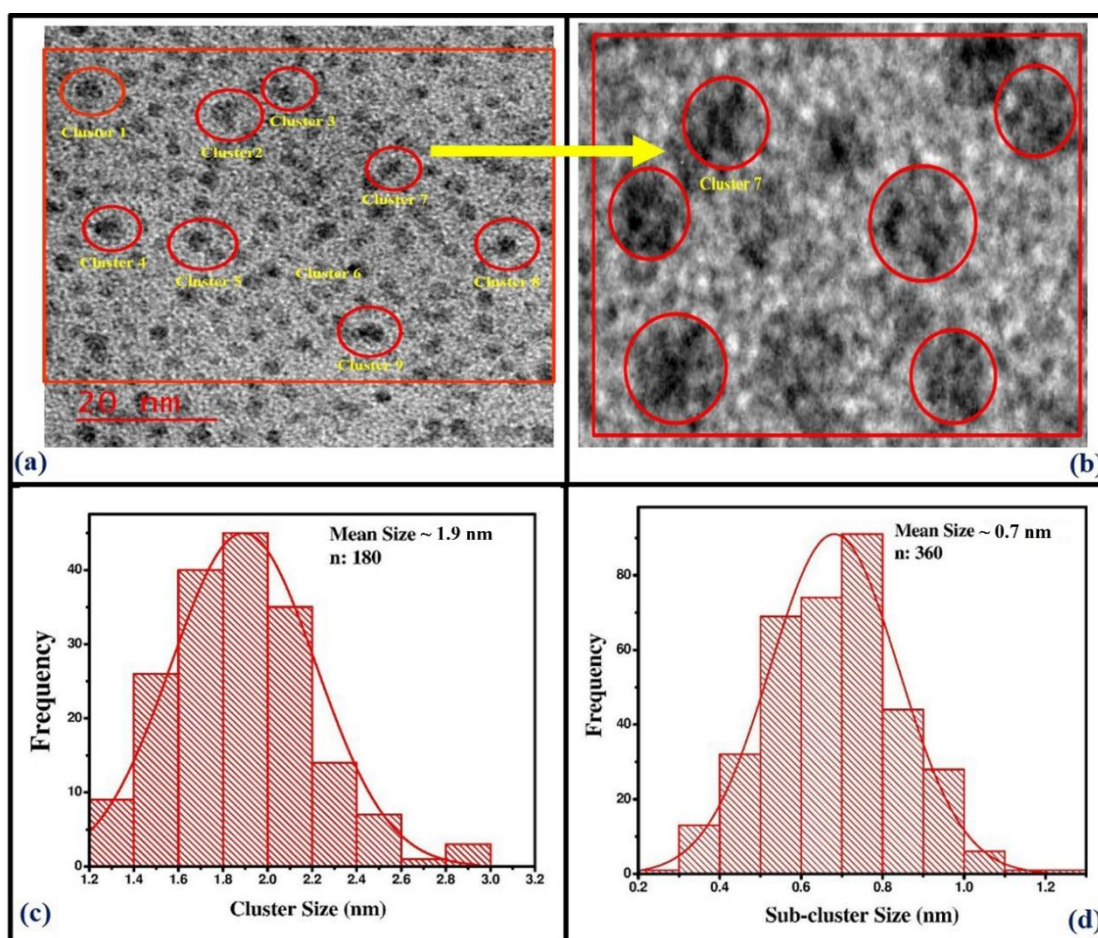 Cluster 1
Cluster2
Cluster 3
Cluster 7
Cluster 4
Cluster 5
Cluster 6
Cluster 8
Cluster 9
20 nm
(a)
Cluster 7
(b)
Mean Size ~ 1.9 nm
n: 180
Frequency
40
30
20
10
0
1.2 1.4 1.6 1.8 2.0 2.2 2.4 2.6 2.8 3.0 3.2
Cluster Size (nm)
(c)
Mean Size ~ 0.7 nm
n: 360
Frequency
80
60
40
20
0
0.2 0.4 0.6 0.8 1.0 1.2
Sub-cluster Size (nm)
(d)